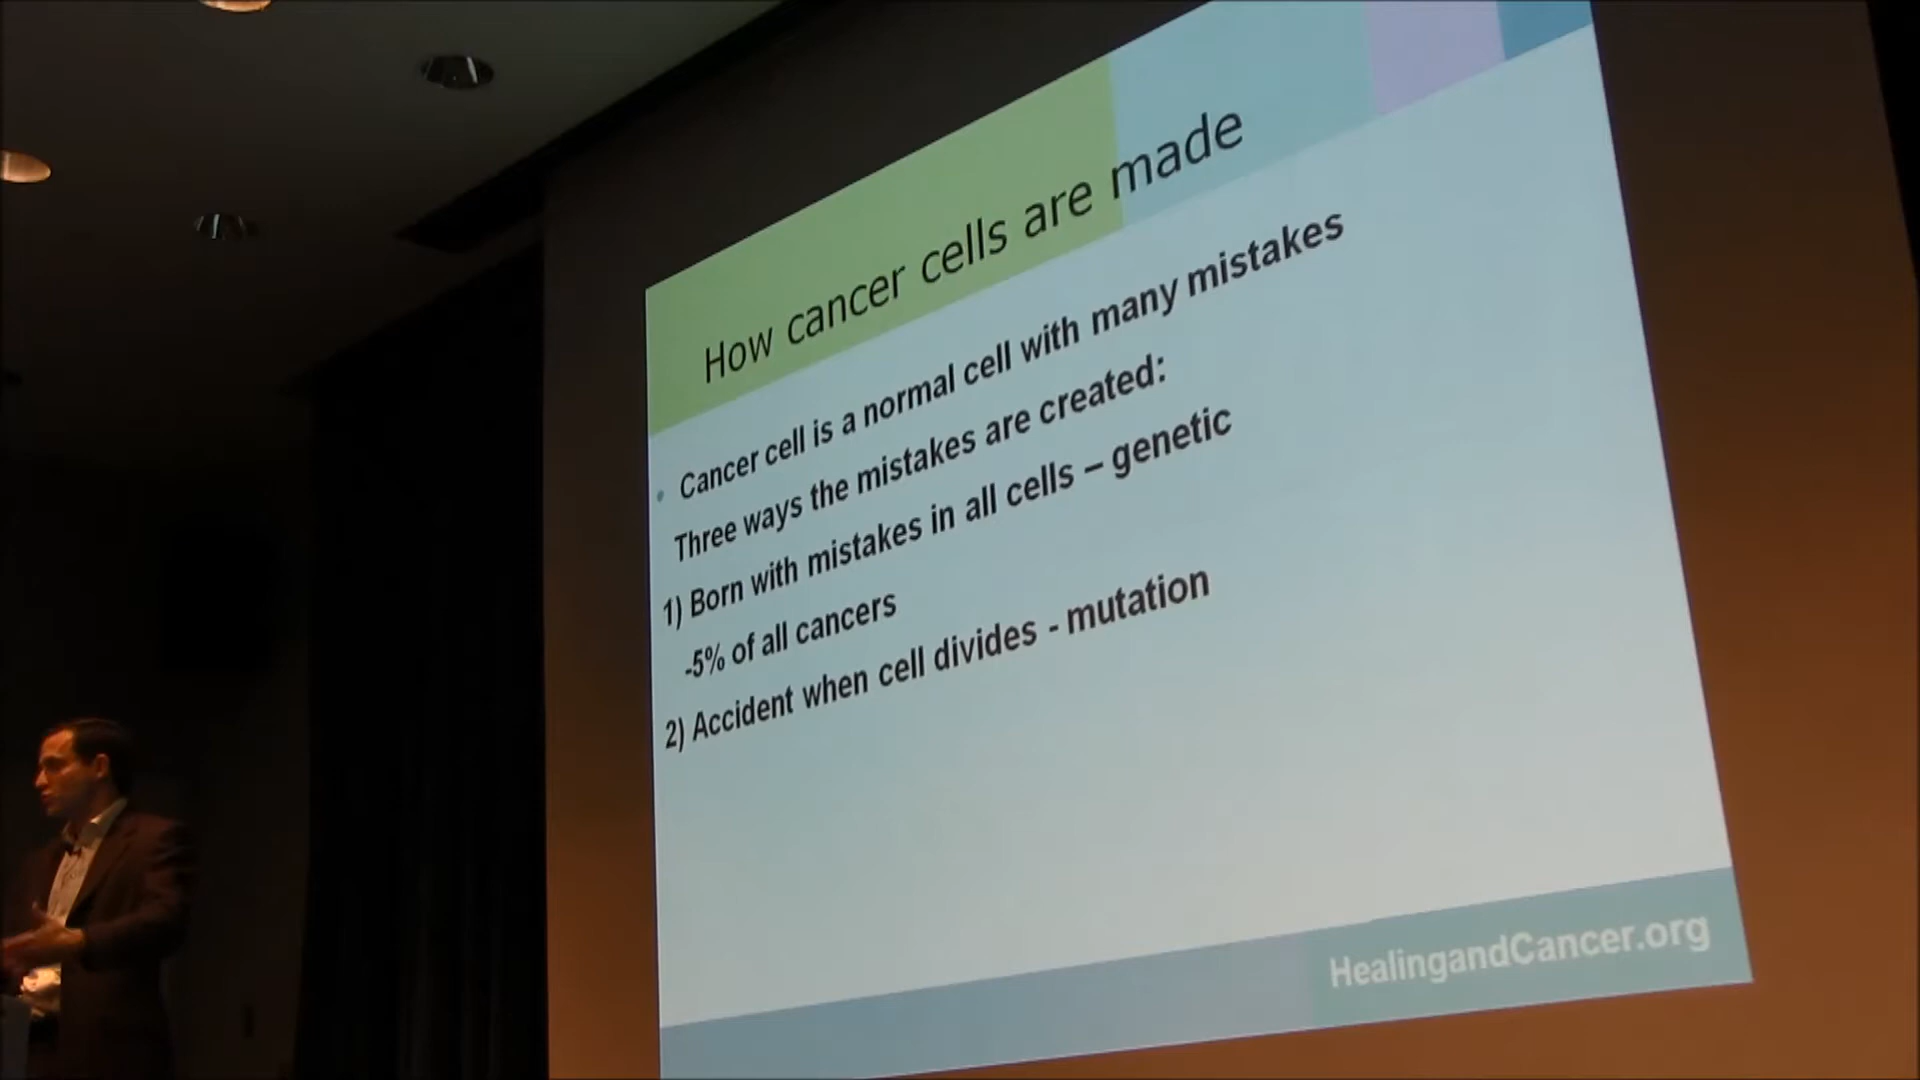 How cancer cells are made
• Cancer cell is a normal cell with many mistakes
Three ways the mistakes are created:
1) Born with mistakes in all cells – genetic
-5% of all cancers
2) Accident when cell divides - mutation
HealingandCancer.org